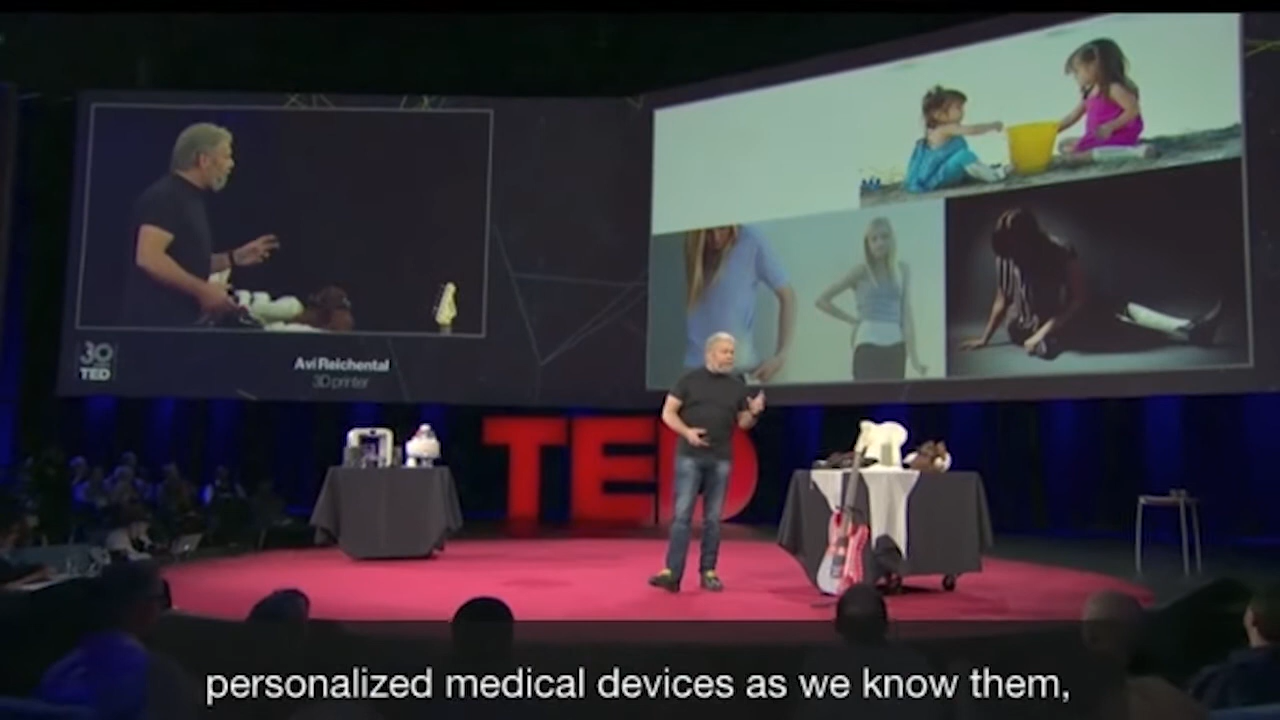 30
TED
Avi Reichental
3D printer
TED
personalized medical devices as we know them,